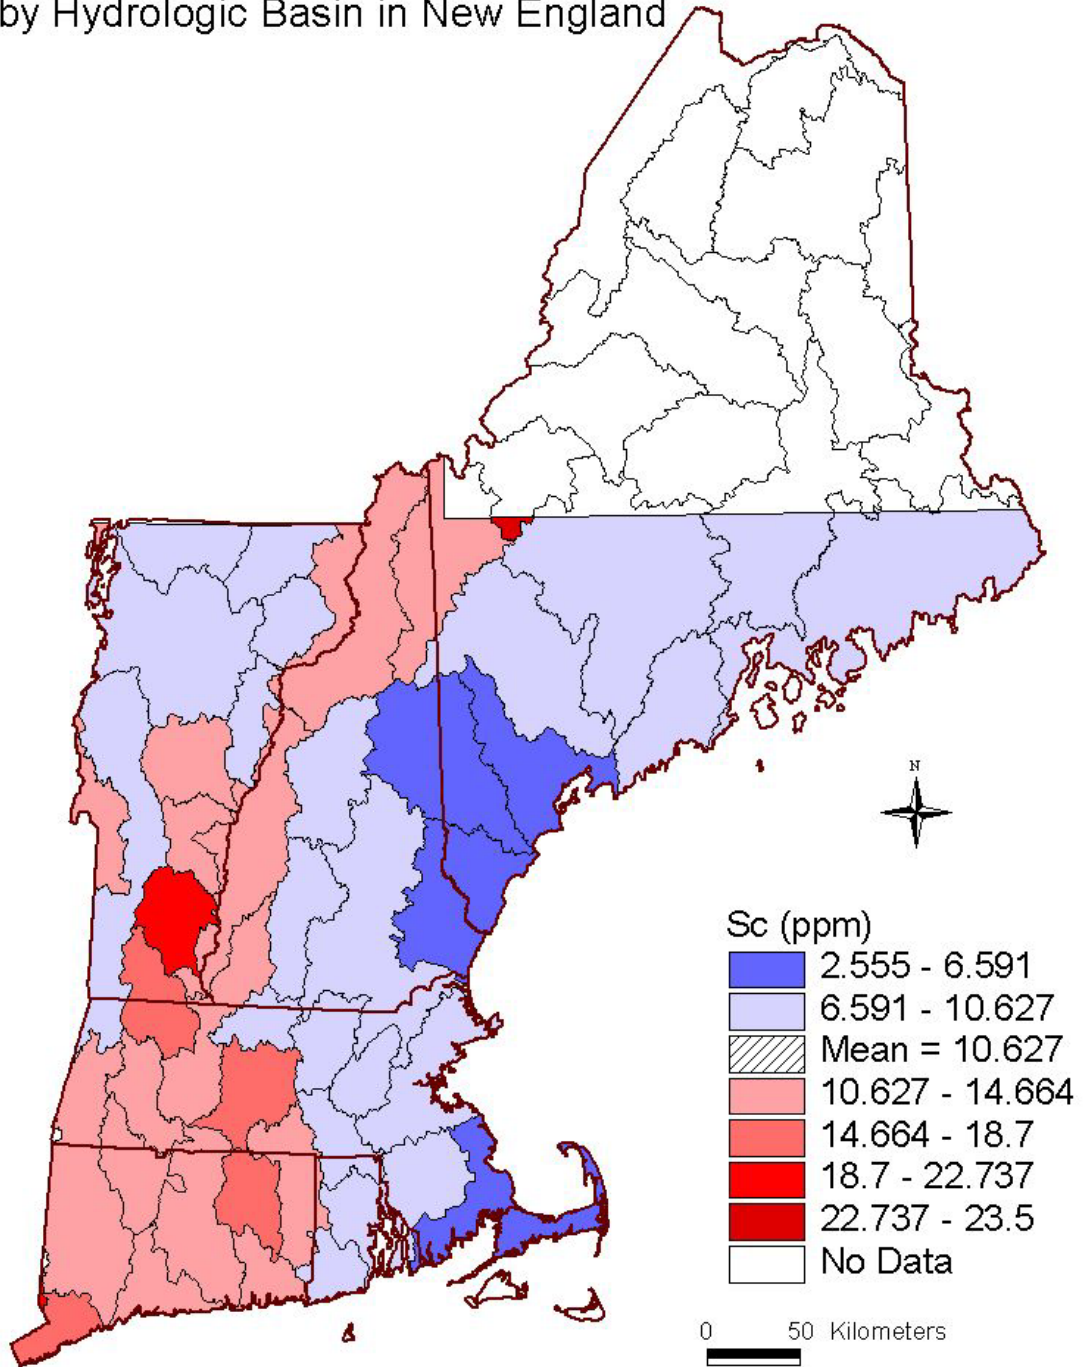 by Hydrologic Basin in New England
N
Sc (ppm)
2.555 - 6.591
6.591 - 10.627
Mean = 10.627
10.627 - 14.664
14.664 - 18.7
18.7 - 22.737
22.737 - 23.5
No Data
0 50 Kilometers